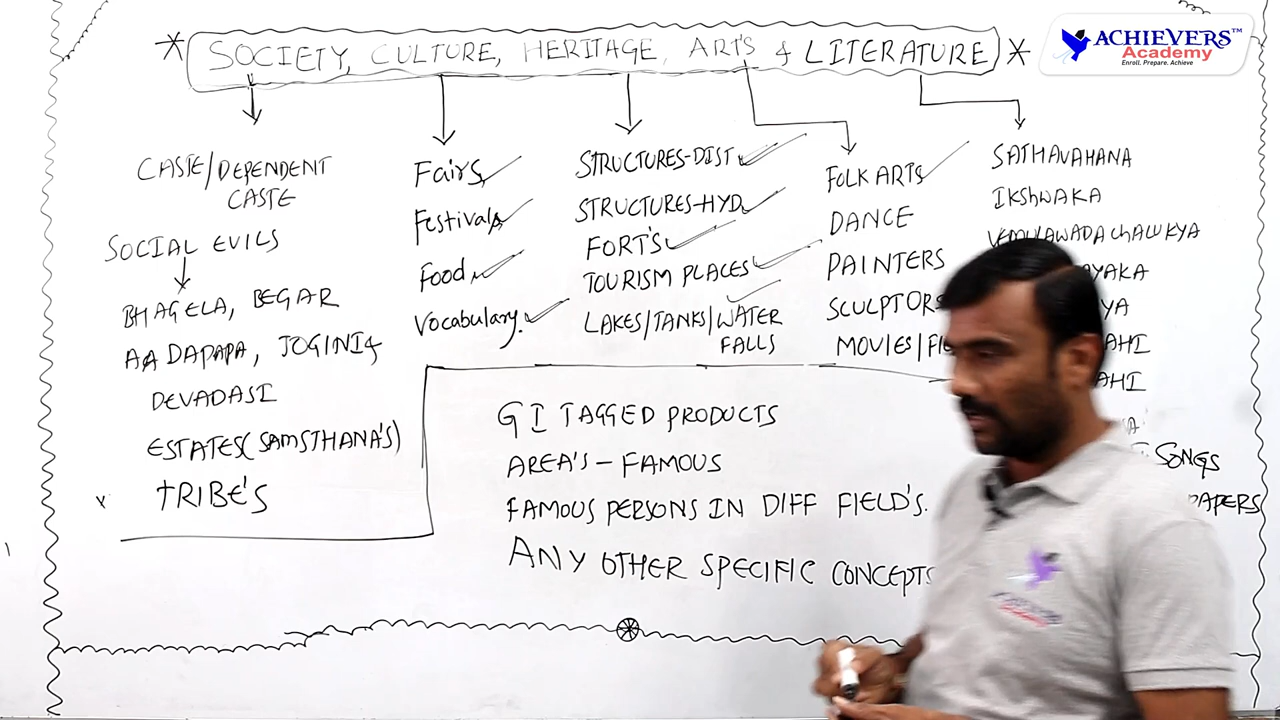 * SOCIETY, CULTURE, HERITAGE, ARTS & LITERATURE *
ACHIEVERS™
Academy
Enroll. Prepare. Achieve
CASTE/DEPENDENT
CASTE
SOCIAL EVILS
BHAGELA, BEGAR
JOGINI &
DEVADASI
ESTATES(SAMSTHANA'S)
TRIBE'S
Fairs
Festivals
Food
Vocabulary.
STRUCTURES-DIST
STRUCTURES-HYD
FORT'S
TOURISM PLACES
LAKES/TANKS/WATER
FALLS
FOLK ARTS
DANCE
PAINTERS
SCULPTORS
MOVIES/
SATHAVAHANA
IKSHWAKA
CHALUKYA
SONGS
PAPERS
GI TAGGED PRODUCTS
AREA'S - FAMOUS
FAMOUS PERSONS IN DIFF FIELD'S.
ANY OTHER SPECIFIC CONCEPTS